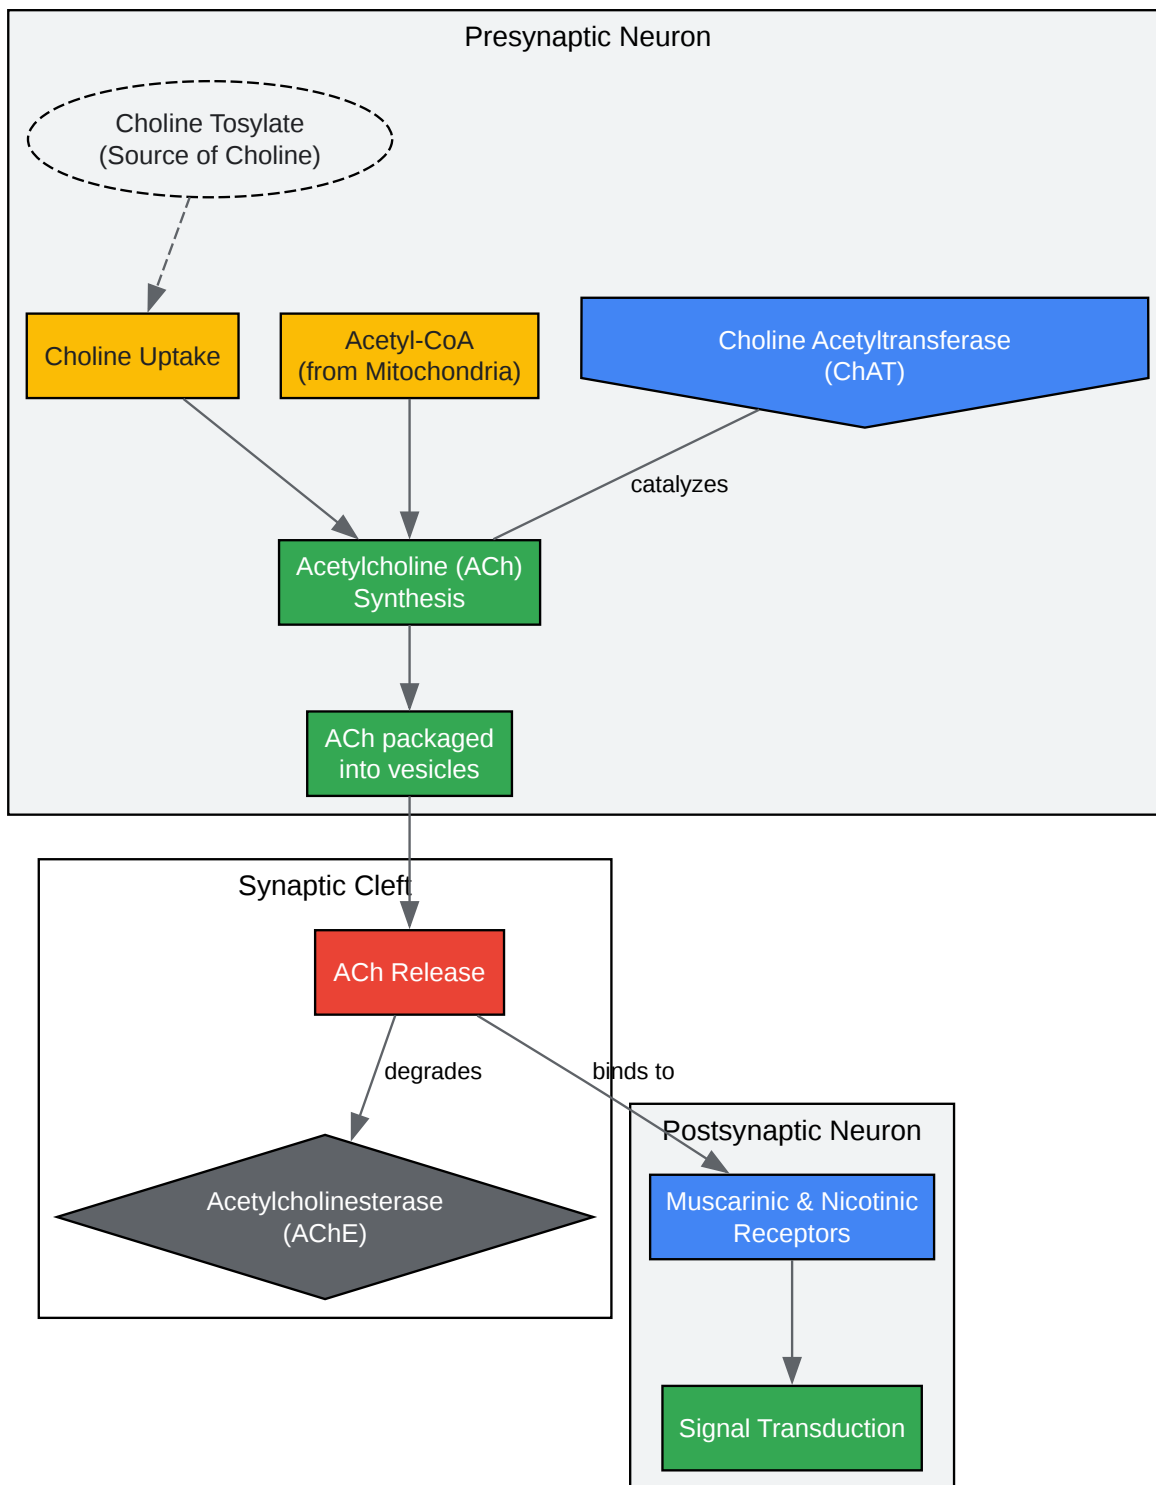 Presynaptic Neuron
Choline Tosylate
(Source of Choline)
Choline Uptake
Acetyl-CoA
(from Mitochondria)
Choline Acetyltransferase
(ChAT)
catalyzes
Acetylcholine (ACh)
Synthesis
ACh packaged
into vesicles
Synaptic Cleft
ACh Release
degrades
binds to
Postsynaptic Neuron
Acetylcholinesterase
(AChE)
Muscarinic & Nicotinic
Receptors
Signal Transduction